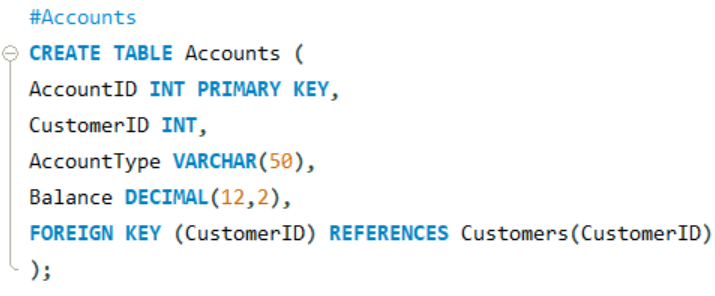 #Accounts
CREATE TABLE Accounts (
AccountID INT PRIMARY KEY,
CustomerID INT,
AccountType VARCHAR(50),
Balance DECIMAL(12,2),
FOREIGN KEY (CustomerID) REFERENCES Customers(CustomerID)
);